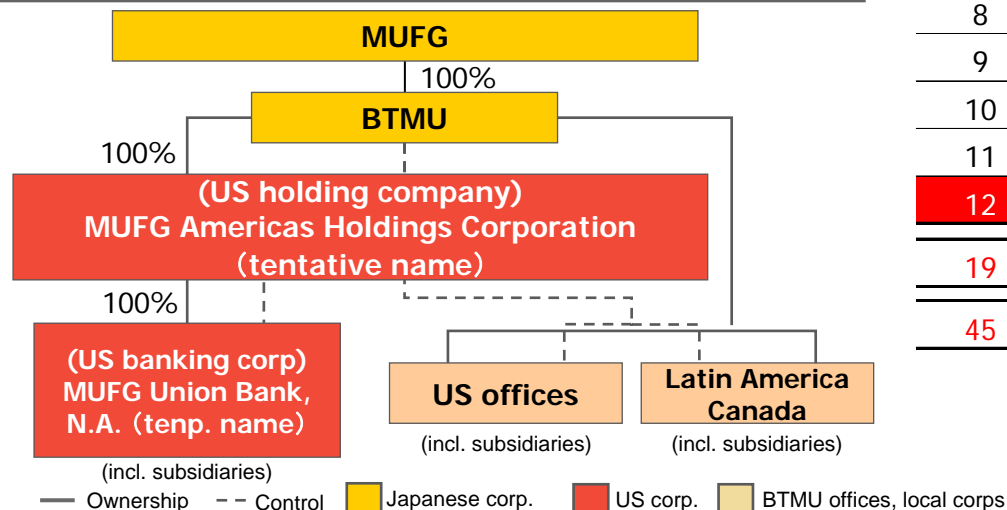 MUFG
100%
BTMU
100%
(US holding company)
MUFG Americas Holdings Corporation
（tentative name）
100%
(US banking corp)
MUFG Union Bank,
N.A.（tenp. name）
(incl. subsidiaries)
US offices
(incl. subsidiaries)
Latin America
Canada
(incl. subsidiaries)
Ownership
Control
Japanese corp.
US corp.
BTMU offices, local corps
8
9
10
11
12
19
45